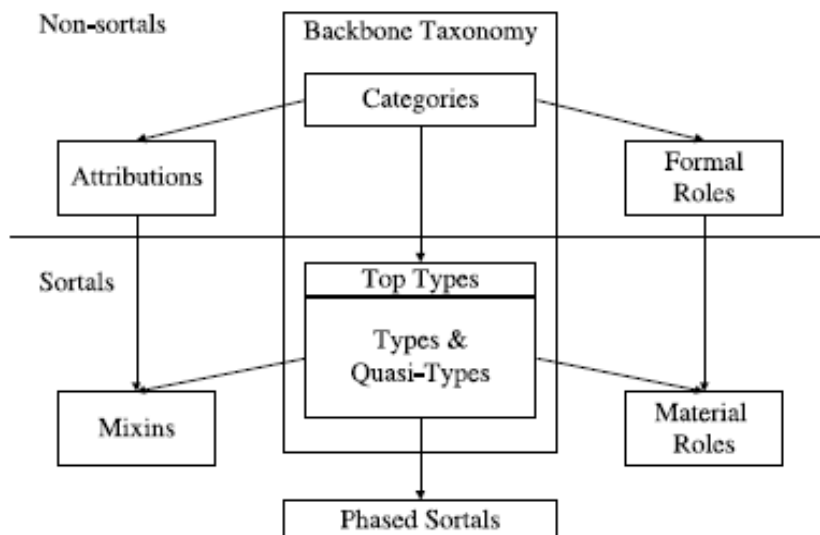 Non-sortals
Backbone Taxonomy
Categories
Attributions
Formal
Roles
Sortals
Top Types
Types &
Quasi-Types
Mixins
Material
Roles
Phased Sortals